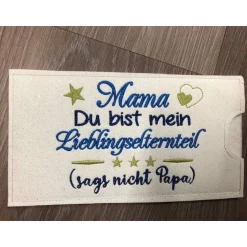 Mama
Du bist mein
Lieblingselternteil
(sags nicht Papa)